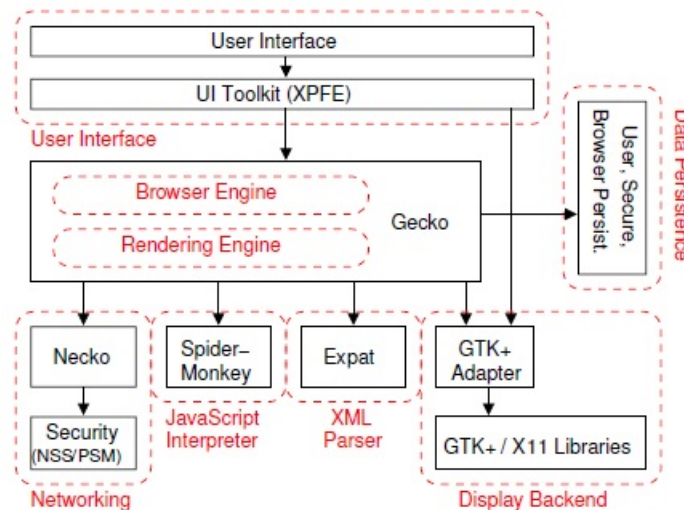 User Interface
UI Toolkit (XPFE)
User Interface
User, Secure,
Browser Persist.
Data Persistence
Browser Engine
Gecko
Rendering Engine
Necko
Spider-
Monkey
Expat
GTK+
Adapter
JavaScript
Interpreter
XML
Parser
Security
(NSS/PSM)
GTK+ / X11 Libraries
Networking
Display Backend